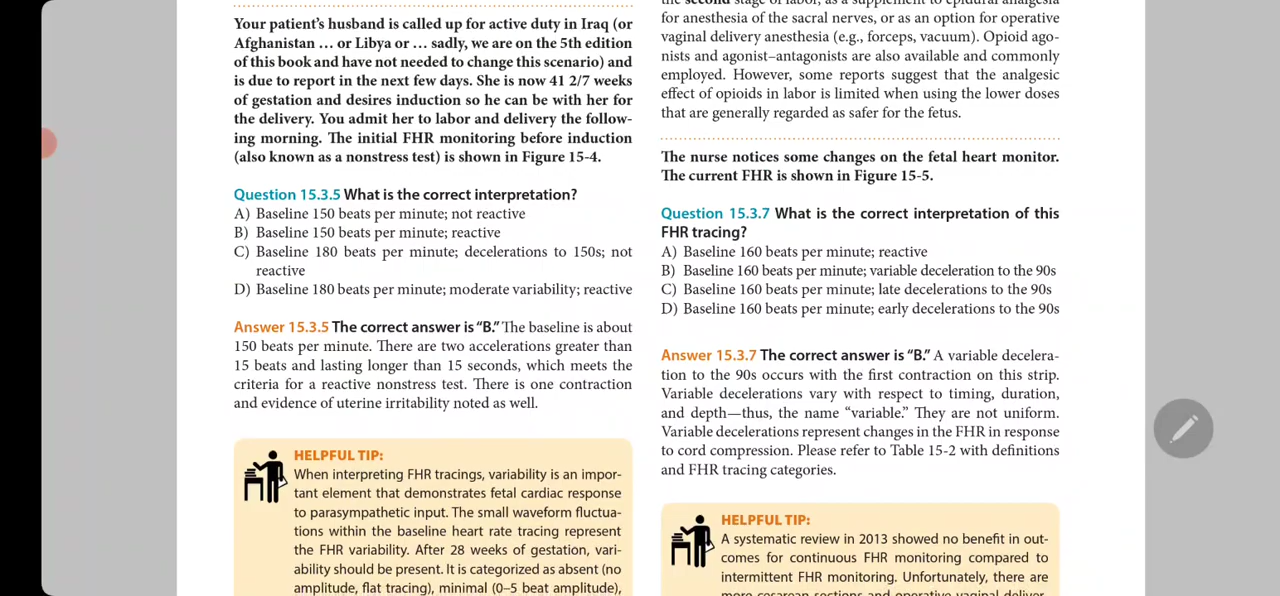 Your patient's husband is called up for active duty in Iraq (or
Afghanistan … or Libya or … sadly, we are on the 5th edition
of this book and have not needed to change this scenario) and
is due to report in the next few days. She is now 41 2/7 weeks
of gestation and desires induction so he can be with her for
the delivery. You admit her to labor and delivery the follow-
ing morning. The initial FHR monitoring before induction
(also known as a nonstress test) is shown in Figure 15-4.
Question 15.3.5 What is the correct interpretation?
A) Baseline 150 beats per minute; not reactive
B) Baseline 150 beats per minute; reactive
C) Baseline 180 beats per minute; decelerations to 150s; not
reactive
D) Baseline 180 beats per minute; moderate variability; reactive
Answer 15.3.5 The correct answer is “B.” The baseline is about
150 beats per minute. There are two accelerations greater than
15 beats and lasting longer than 15 seconds, which meets the
criteria for a reactive nonstress test. There is one contraction
and evidence of uterine irritability noted as well.
HELPFUL TIP:
When interpreting FHR tracings, variability is an impor-
tant element that demonstrates fetal cardiac response
to parasympathetic input. The small waveform fluctua-
tions within the baseline heart rate tracing represent
the FHR variability. After 28 weeks of gestation, vari-
ability should be present. It is categorized as absent (no
amplitude, flat tracing), minimal (0–5 beat amplitude),
the second stage of labor, as a supplement to epidural analgesia
for anesthesia of the sacral nerves, or as an option for operative
vaginal delivery anesthesia (e.g., forceps, vacuum). Opioid ago-
nists and agonist–antagonists are also available and commonly
employed. However, some reports suggest that the analgesic
effect of opioids in labor is limited when using the lower doses
that are generally regarded as safer for the fetus.
The nurse notices some changes on the fetal heart monitor.
The current FHR is shown in Figure 15-5.
Question 15.3.7 What is the correct interpretation of this
FHR tracing?
A) Baseline 160 beats per minute; reactive
B) Baseline 160 beats per minute; variable deceleration to the 90s
C) Baseline 160 beats per minute; late decelerations to the 90s
D) Baseline 160 beats per minute; early decelerations to the 90s
Answer 15.3.7 The correct answer is “B.” A variable decelera-
tion to the 90s occurs with the first contraction on this strip.
Variable decelerations vary with respect to timing, duration,
and depth—thus, the name “variable.” They are not uniform.
Variable decelerations represent changes in the FHR in response
to cord compression. Please refer to Table 15-2 with definitions
and FHR tracing categories.
HELPFUL TIP:
A systematic review in 2013 showed no benefit in out-
comes for continuous FHR monitoring compared to
intermittent FHR monitoring. Unfortunately, there are
more cesarean sections and operative vaginal deliver-